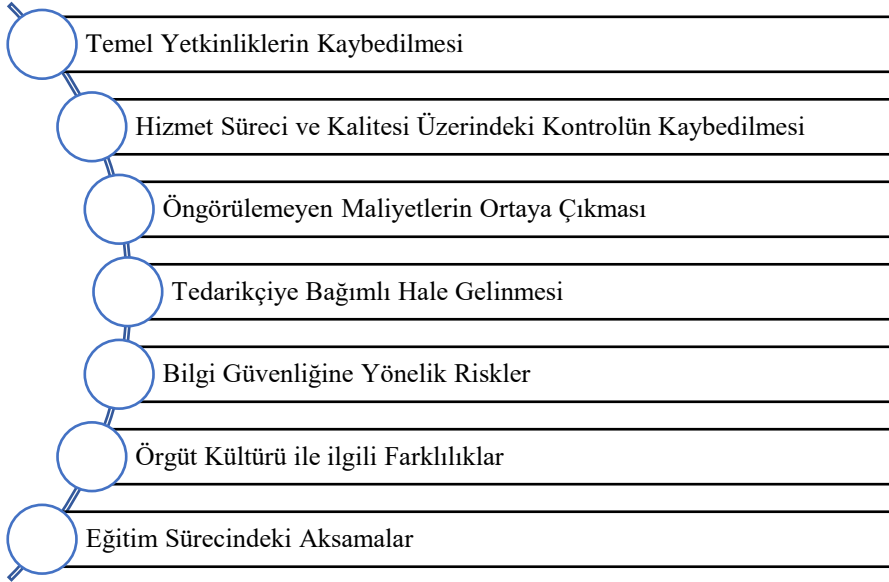 Temel Yetkinliklerin Kaybedilmesi
Hizmet Süreci ve Kalitesi Üzerindeki Kontrolün Kaybedilmesi
Öngörülemeyen Maliyetlerin Ortaya Çıkması
Tedarikçiye Bağımlı Hale Gelinmesi
Bilgi Güvenliğine Yönelik Riskler
Örgüt Kültürü ile ilgili Farklılıklar
Eğitim Sürecindeki Aksamalar